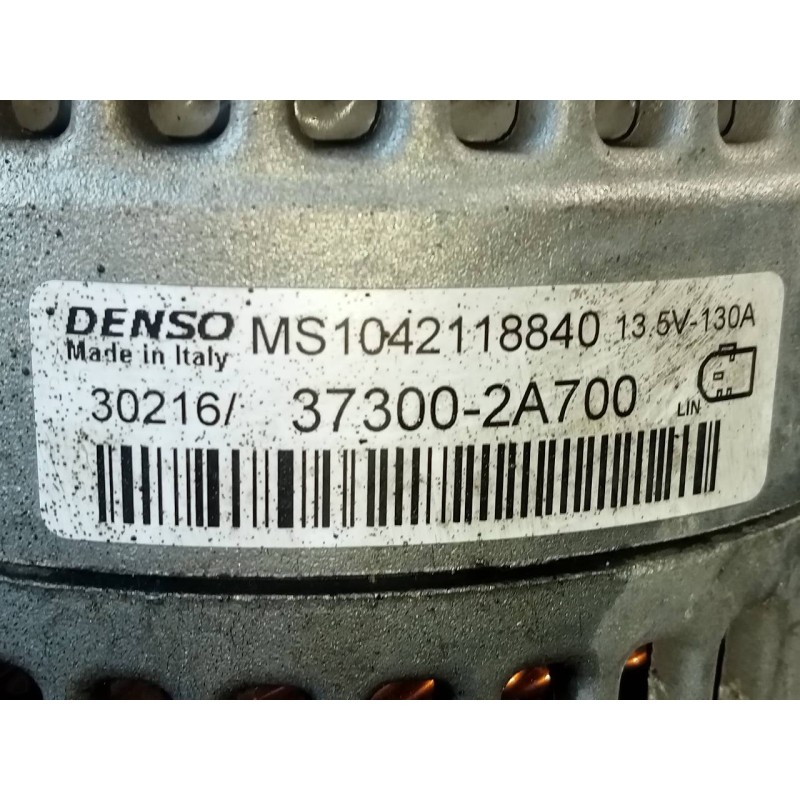 DENSO MS1042118840 13.5V-130A
Made in Italy
30216/ 37300-2A700 LIN